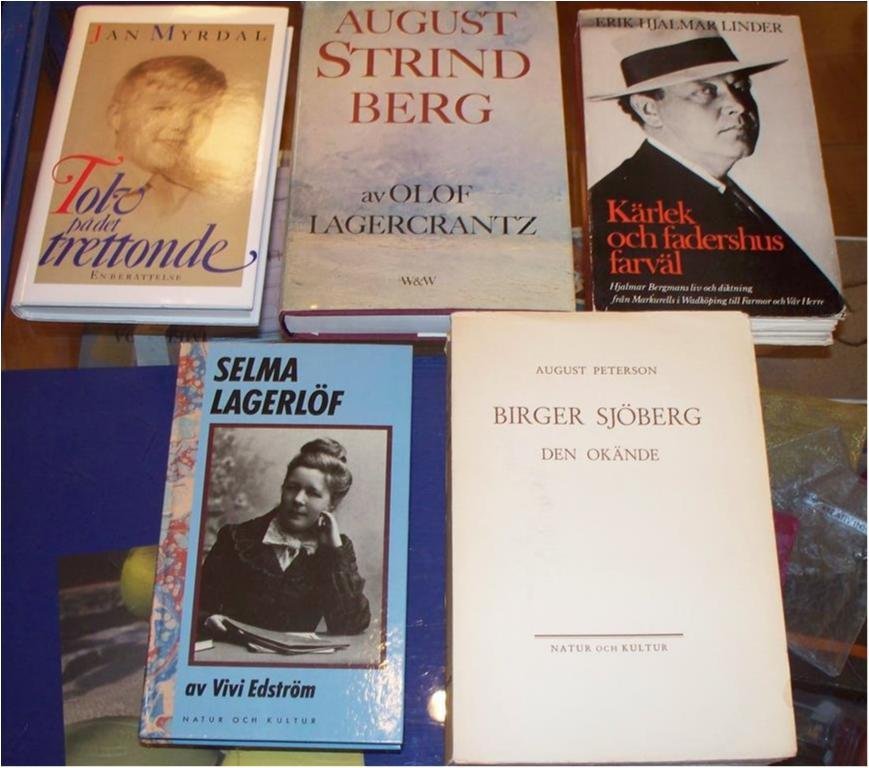 JAN MYRDAL
Tolv
på det
trettonde
EN BERÄTTELSE
AUGUST
STRIND
BERG
av OLOF
LAGERCRANTZ
W&W
ERIK HJALMAR LINDER
Kärlek
och fadershus
farväl
Hjalmar Bergmans liv och diktning
från Markurells i Wadköping till Farmor och Vår Herre
SELMA
LAGERLÖF
av Vivi Edström
NATUR OCH KULTUR
AUGUST PETERSON
BIRGER SJÖBERG
DEN OKÄNDE
NATUR OCH KULTUR